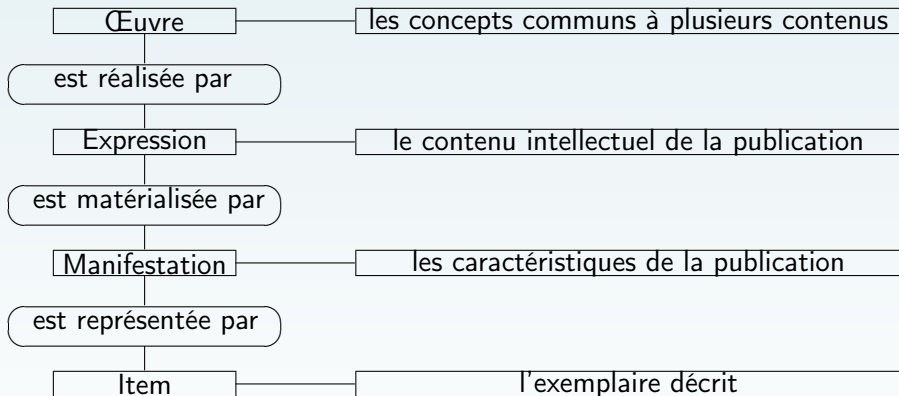 Œuvre
les concepts communs à plusieurs contenus
est réalisée par
Expression
le contenu intellectuel de la publication
est matérialisée par
Manifestation
les caractéristiques de la publication
est représentée par
Item
l'exemplaire décrit